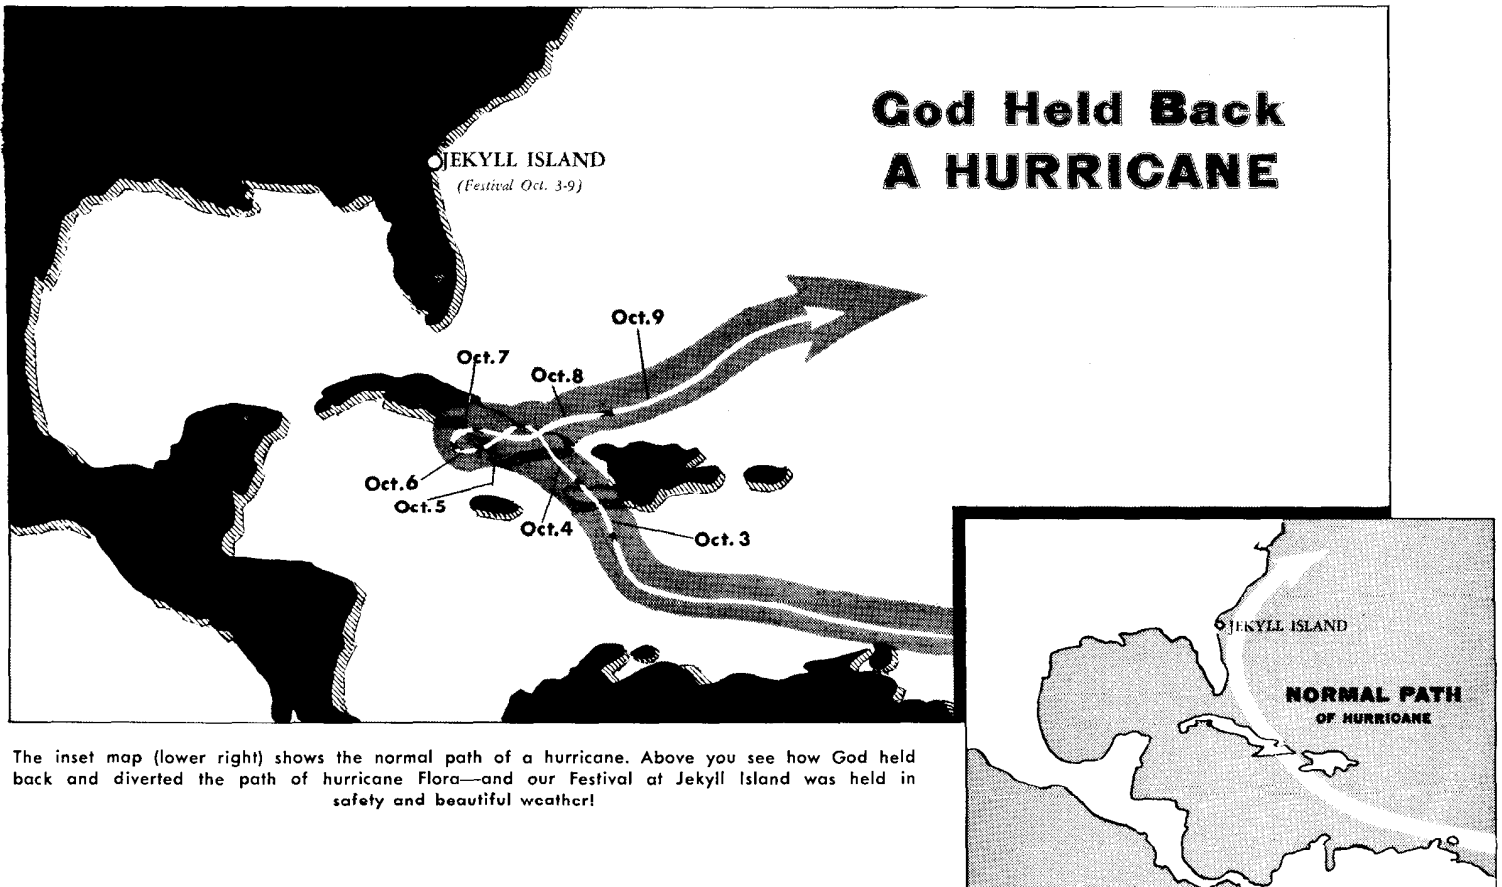 God Held Back
A HURRICANE
JEKYLL ISLAND
(Festival Oct. 3-9)
Oct.9
Oct.7
Oct.8
Oct.6
Oct.5
Oct.4
Oct.3
JEKYLL ISLAND
NORMAL PATH
OF HURRICANE
The inset map (lower right) shows the normal path of a hurricane. Above you see how God held
back and diverted the path of hurricane Flora—and our Festival at Jekyll Island was held in
safety and beautiful weather!